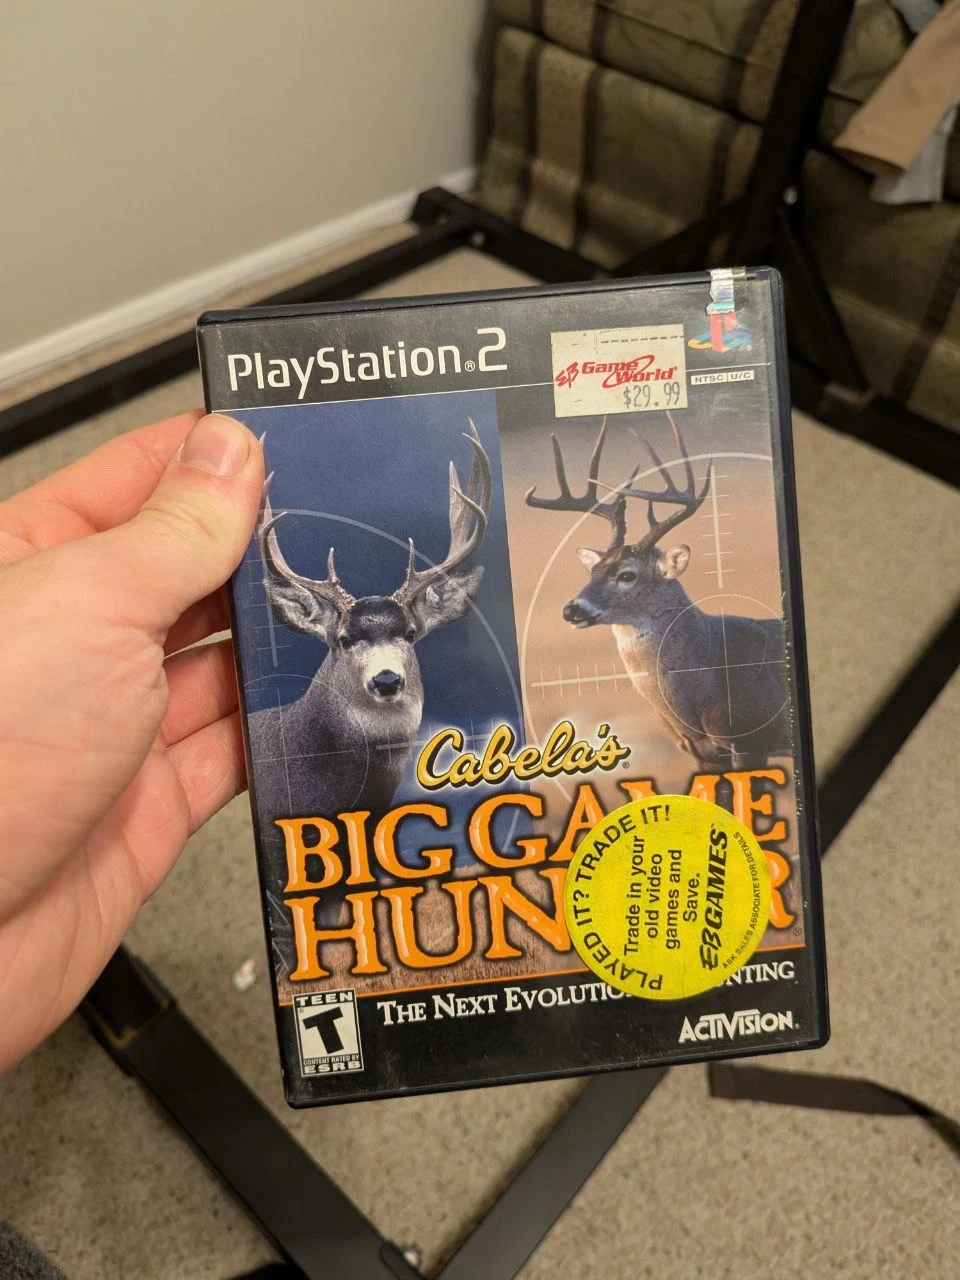 PlayStation®2
EB Game World
$29.99
NTSC U/C
Cabela's®
BIG GAME
HUN R®
PLAYED IT? TRADE IT!
Trade in your
old video
games and
Save.
EBGAMES™
ASK SALES ASSOCIATE FOR DETAILS
THE NEXT EVOLUTIO NTING
TEEN
T
CONTENT RATED BY
ESRB
ACTIVISION®